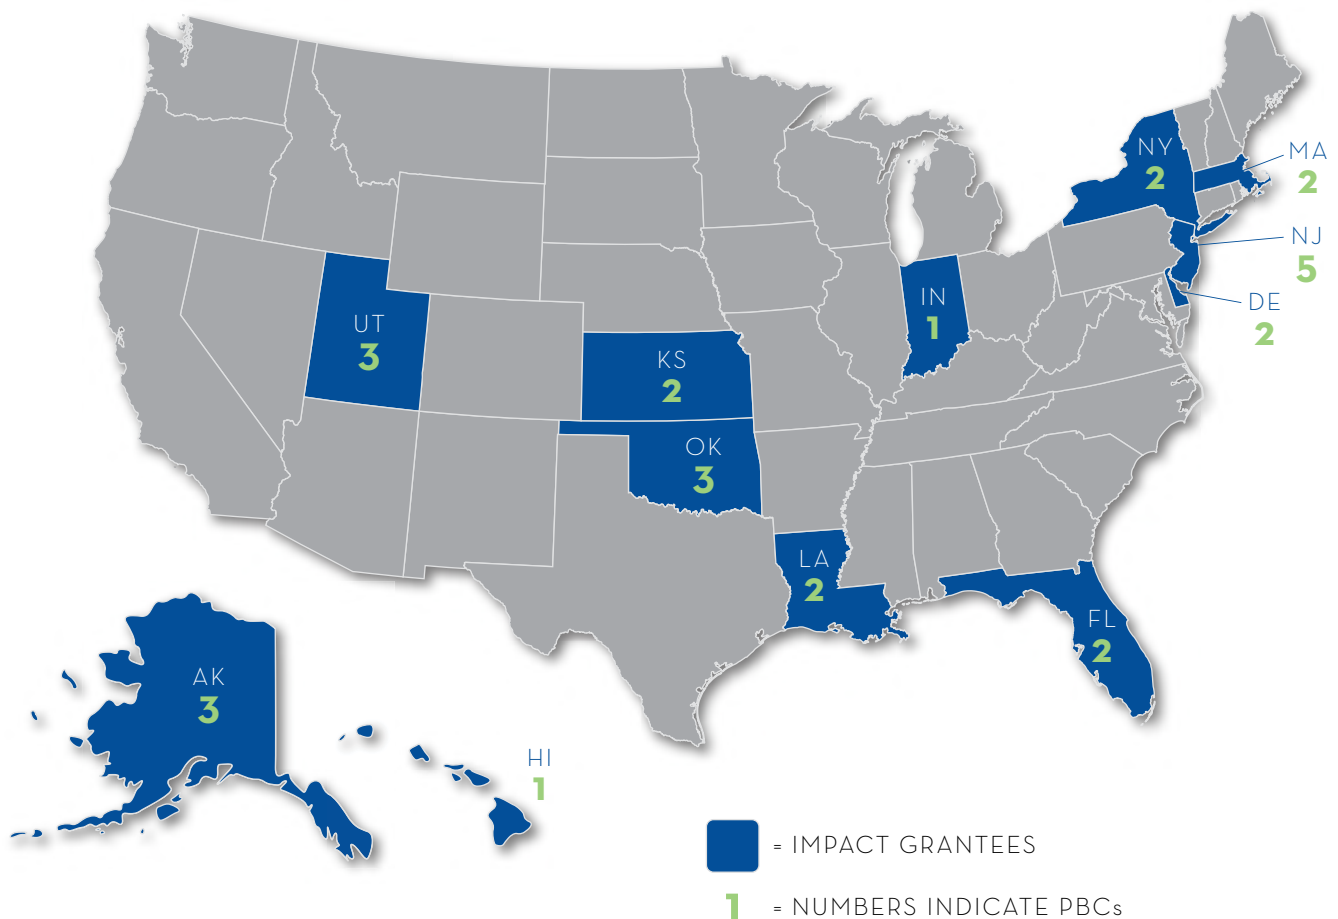 NY
2
MA
2
NJ
5
DE
2
IN
1
UT
3
KS
2
OK
3
LA
2
FL
2
AK
3
HI
1
= IMPACT GRANTEES
1 = NUMBERS INDICATE PBCs